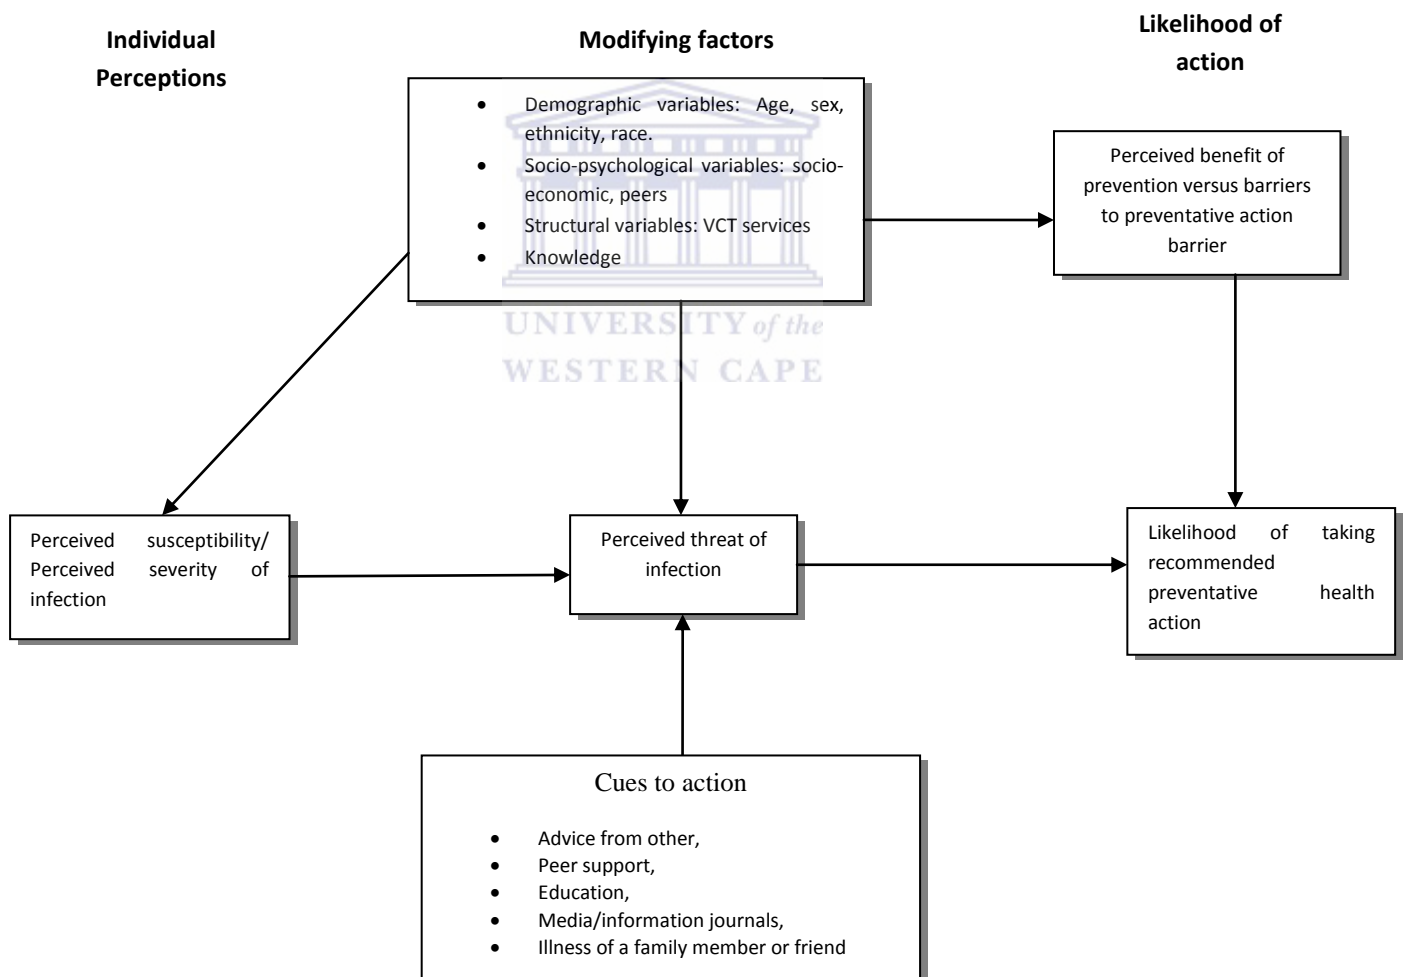 Individual
Perceptions
Modifying factors
Likelihood of
action
• Demographic variables: Age, sex,
ethnicity, race.
• Socio-psychological variables: socio-
economic, peers
• Structural variables: VCT services
• Knowledge
Perceived benefit of
prevention versus barriers
to preventative action
barrier
UNIVERSITY of the
WESTERN CAPE
Perceived susceptibility/
Perceived severity of
infection
Perceived threat of
infection
Likelihood of taking
recommended
preventative health
action
Cues to action
• Advice from other,
• Peer support,
• Education,
• Media/information journals,
• Illness of a family member or friend